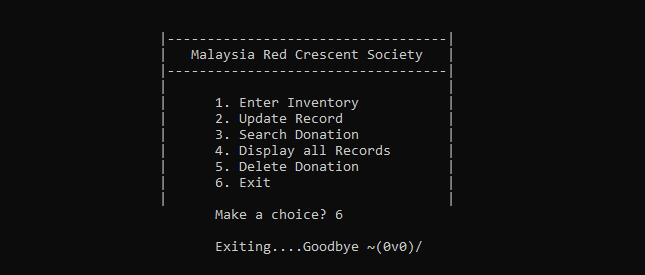 |-----------------------------------|
| Malaysia Red Crescent Society |
|-----------------------------------|
1. Enter Inventory
2. Update Record
3. Search Donation
4. Display all Records
5. Delete Donation
6. Exit
Make a choice? 6
Exiting....Goodbye ~(0v0)/